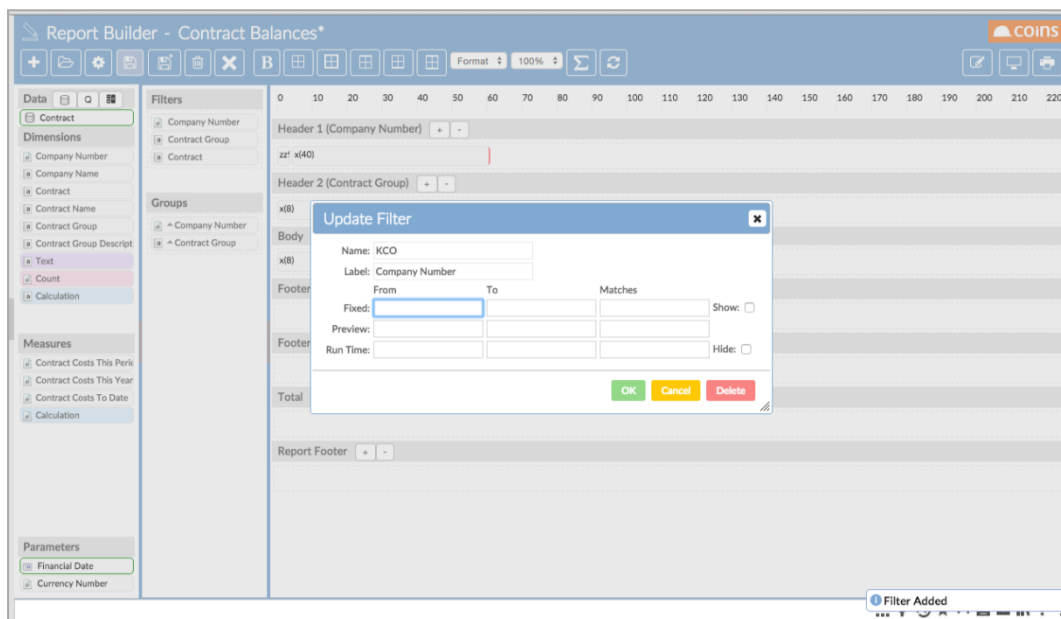 Report Builder - Contract Balances*
coins
B
Format
100%
Σ
Data
Q
Contract
Dimensions
Company Number
Company Name
Contract
Contract Name
Contract Group
Contract Group Descript
Text
Count
Calculation
Measures
Contract Costs This Peric
Contract Costs This Year
Contract Costs To Date
Calculation
Parameters
Financial Date
Currency Number
Filters
Company Number
Contract Group
Contract
Groups
Company Number
Contract Group
0 10 20 30 40 50 60 70 80 90 100 110 120 130 140 150 160 170 180 190 200 210 220
Header 1 (Company Number) + -
x(40)
Header 2 (Contract Group) + -
x(8)
Body
x(8)
Footer
Footer
Total
Report Footer + -
Update Filter
Name: KCO
Label: Company Number
From To Matches
Fixed: Show:
Preview:
Run Time: Hide:
OK Cancel Delete
Filter Added